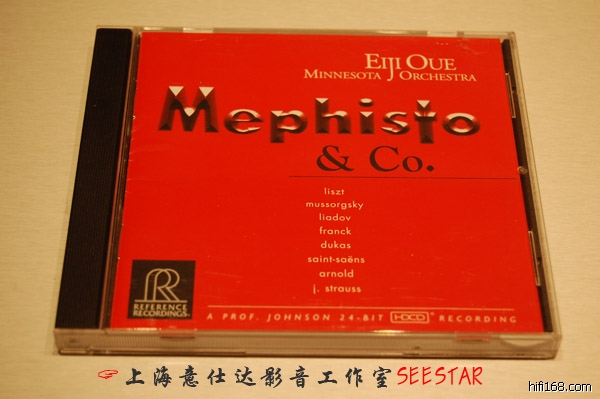 EIJI OUE
MINNESOTA ORCHESTRA
Mephisto
& Co.
liszt
mussorgsky
liadov
franck
dukas
saint-saëns
arnold
j. strauss
RR
REFERENCE
RECORDINGS
A PROF. JOHNSON 24-BIT HDCD RECORDING
☞上海意仕达影音工作室SEESTAR
hifi168.com